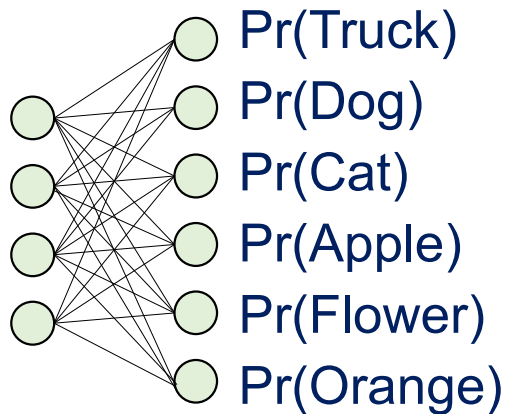 Pr(Truck)
Pr(Dog)
Pr(Cat)
Pr(Apple)
Pr(Flower)
Pr(Orange)